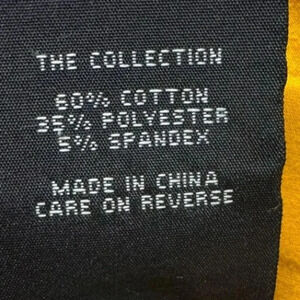 THE COLLECTION
60% COTTON
35% POLYESTER
5% SPANDEX
MADE IN CHINA
CARE ON REVERSE